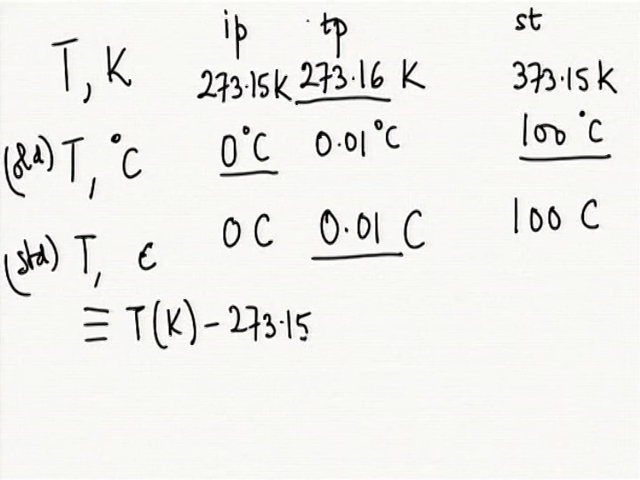 ip tp st
T, K 273.15K 273.16 K 373.15K
(old) T, °C 0°C 0.01°C 100 °C
(std) T, C 0 C 0.01 C 100 C
≡ T(K) - 273.15